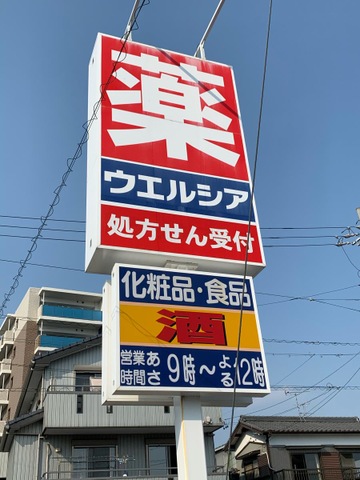 薬
ウエルシア
処方せん受付
化粧品・食品
酒
営業時間 あさ9時～よる12時